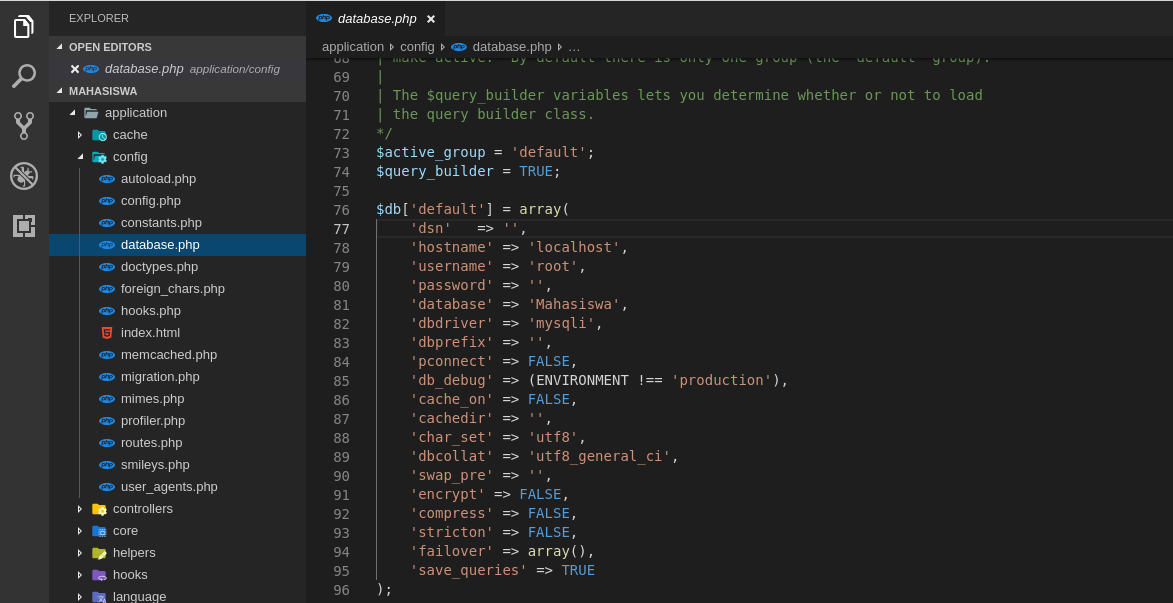 EXPLORER
OPEN EDITORS
database.php application/config
MAHASISWA
application
cache
config
autoload.php
config.php
constants.php
database.php
doctypes.php
foreign_chars.php
hooks.php
index.html
memcached.php
migration.php
mimes.php
profiler.php
routes.php
smileys.php
user_agents.php
controllers
core
helpers
hooks
language
database.php
application config database.php …
68 | make active. By default there is only one group (the 'default' group).
69 |
70 | The $query_builder variables lets you determine whether or not to load
71 | the query builder class.
72 */
73 $active_group = 'default';
74 $query_builder = TRUE;
75
76 $db['default'] = array(
77 'dsn'   => '',
78 'hostname' => 'localhost',
79 'username' => 'root',
80 'password' => '',
81 'database' => 'Mahasiswa',
82 'dbdriver' => 'mysqli',
83 'dbprefix' => '',
84 'pconnect' => FALSE,
85 'db_debug' => (ENVIRONMENT !== 'production'),
86 'cache_on' => FALSE,
87 'cachedir' => '',
88 'char_set' => 'utf8',
89 'dbcollat' => 'utf8_general_ci',
90 'swap_pre' => '',
91 'encrypt' => FALSE,
92 'compress' => FALSE,
93 'stricton' => FALSE,
94 'failover' => array(),
95 'save_queries' => TRUE
96 );